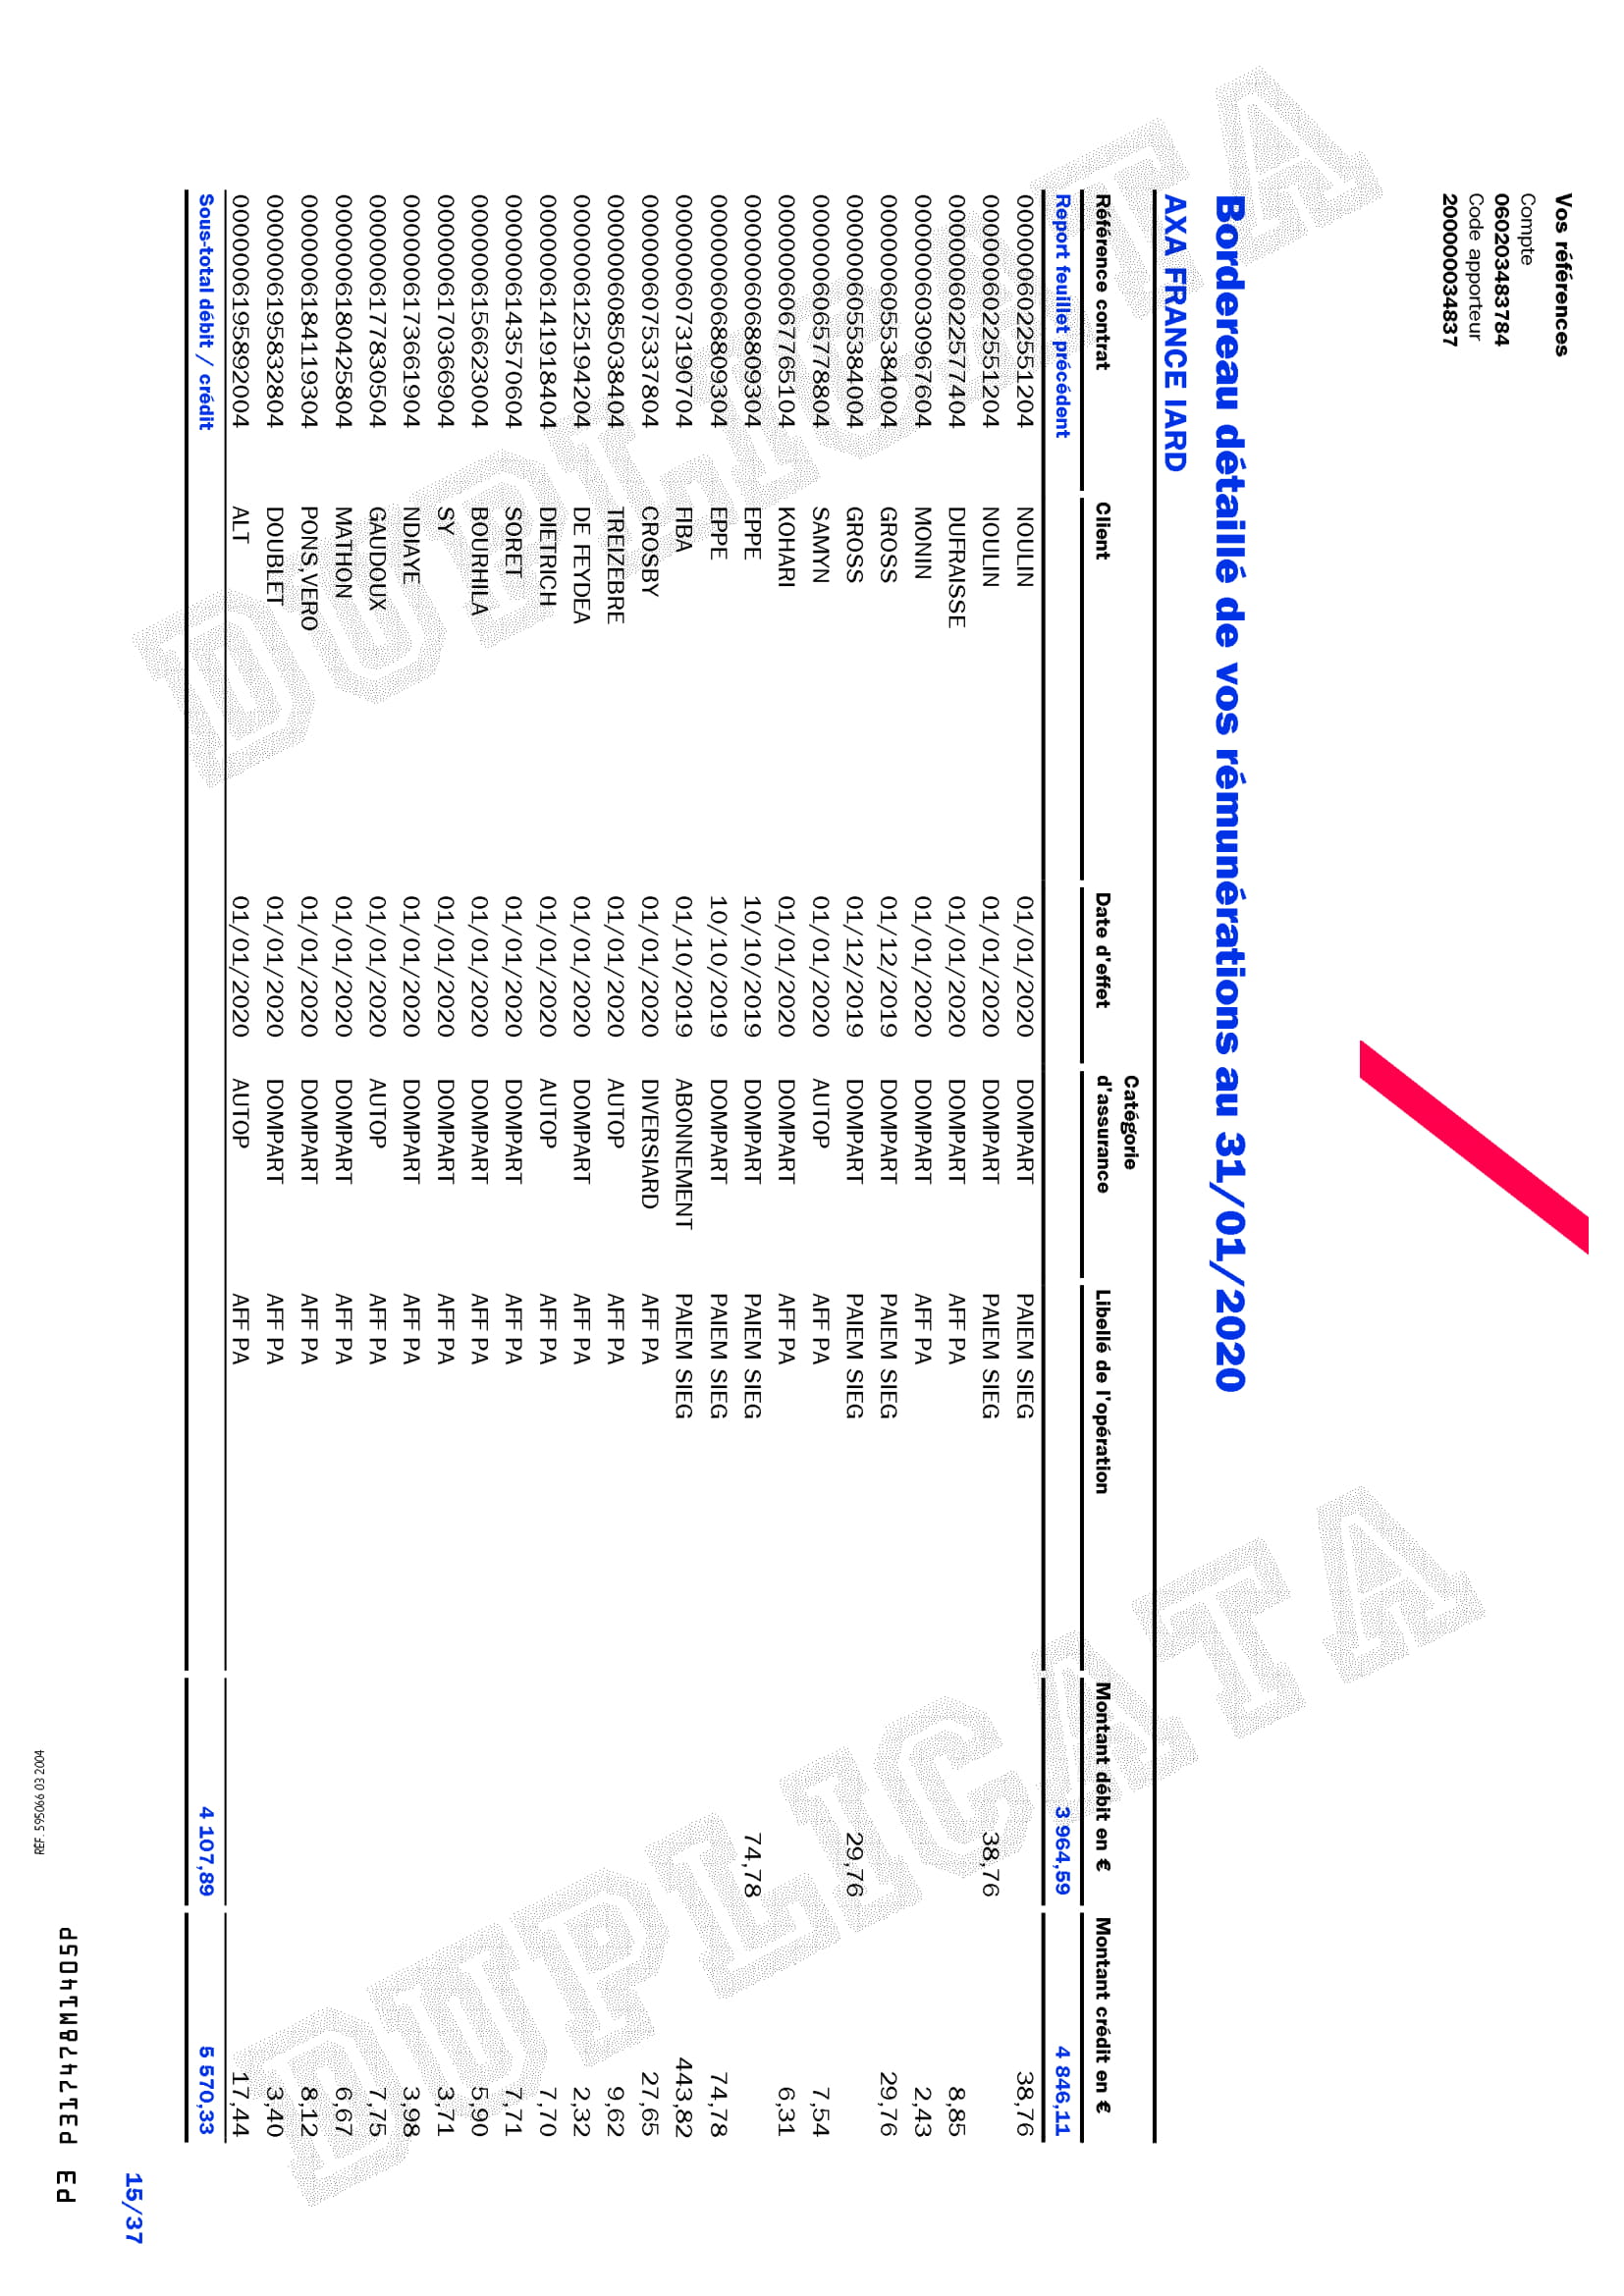 Vos références
Compte
060203483784
Code apporteur
2000000034837
Bordereau détaillé de vos rémunérations au 31/01/2020
AXA FRANCE IARD
Référence contrat Client Date d'effet Catégorie d'assurance Libellé de l'opération Montant débit en € Montant crédit en €
Report feuillet précédent 3 964,59 4 846,11
0000006022551204 NOULIN 01/01/2020 DOMPART PAIEM SIEG 38,76
0000006022551204 NOULIN 01/01/2020 DOMPART PAIEM SIEG 38,76
0000006022577404 DUFRAISSE 01/01/2020 DOMPART AFF PA 8,85
0000006030967604 MONIN 01/01/2020 DOMPART AFF PA 2,43
0000006055384004 GROSS 01/12/2019 DOMPART PAIEM SIEG 29,76
0000006055384004 GROSS 01/12/2019 DOMPART PAIEM SIEG 29,76
0000006065778804 SAMYN 01/01/2020 AUTOP AFF PA 7,54
0000006067765104 KOHARI 01/01/2020 DOMPART AFF PA 6,31
0000006068809304 EPPE 10/10/2019 DOMPART PAIEM SIEG 74,78
0000006068809304 EPPE 10/10/2019 DOMPART PAIEM SIEG 74,78
0000006073190704 FIBA 01/10/2019 ABONNEMENT PAIEM SIEG 443,82
0000006075337804 CROSBY 01/01/2020 DIVERSIARD AFF PA 27,65
0000006085038404 TREIZEBRE 01/01/2020 AUTOP AFF PA 9,62
0000006125194204 DE FEYDEA 01/01/2020 DOMPART AFF PA 2,32
0000006141918404 DIETRICH 01/01/2020 AUTOP AFF PA 7,70
0000006143570604 SORET 01/01/2020 DOMPART AFF PA 7,71
0000006156623004 BOURHILA 01/01/2020 DOMPART AFF PA 5,90
0000006170366904 SY 01/01/2020 DOMPART AFF PA 3,71
0000006173661904 NDIAYE 01/01/2020 DOMPART AFF PA 3,98
0000006177830504 GAUDOUX 01/01/2020 AUTOP AFF PA 7,75
0000006180425804 MATHON 01/01/2020 DOMPART AFF PA 6,67
0000006184119304 PONS,VERO 01/01/2020 DOMPART AFF PA 8,12
0000006195832804 DOUBLET 01/01/2020 DOMPART AFF PA 3,40
0000006195892004 ALT 01/01/2020 AUTOP AFF PA 17,44
Sous-total débit / crédit 4 107,89 5 570,33
DUPLICATA
DUPLICATA
15/37
REF. 595066 03 2004